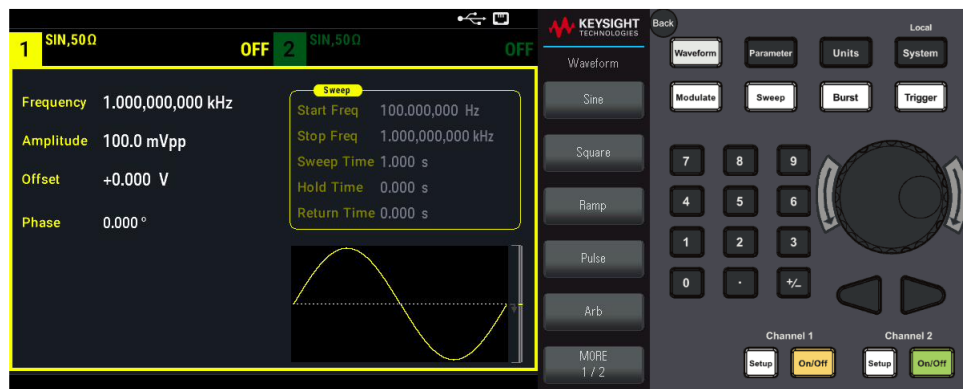 1 SIN,50Ω OFF 2 SIN,50Ω OFF
Frequency 1.000,000,000 kHz
Amplitude 100.0 mVpp
Offset +0.000 V
Phase 0.000 °
Sweep
Start Freq 100.000,000 Hz
Stop Freq 1.000,000,000 kHz
Sweep Time 1.000 s
Hold Time 0.000 s
Return Time 0.000 s
KEYSIGHT
TECHNOLOGIES
Waveform
Sine
Square
Ramp
Pulse
Arb
MORE
1 / 2
Back
Local
Waveform Parameter Units System
Modulate Sweep Burst Trigger
7 8 9
4 5 6
1 2 3
0 . +/-
Channel 1 Channel 2
Setup On/Off Setup On/Off